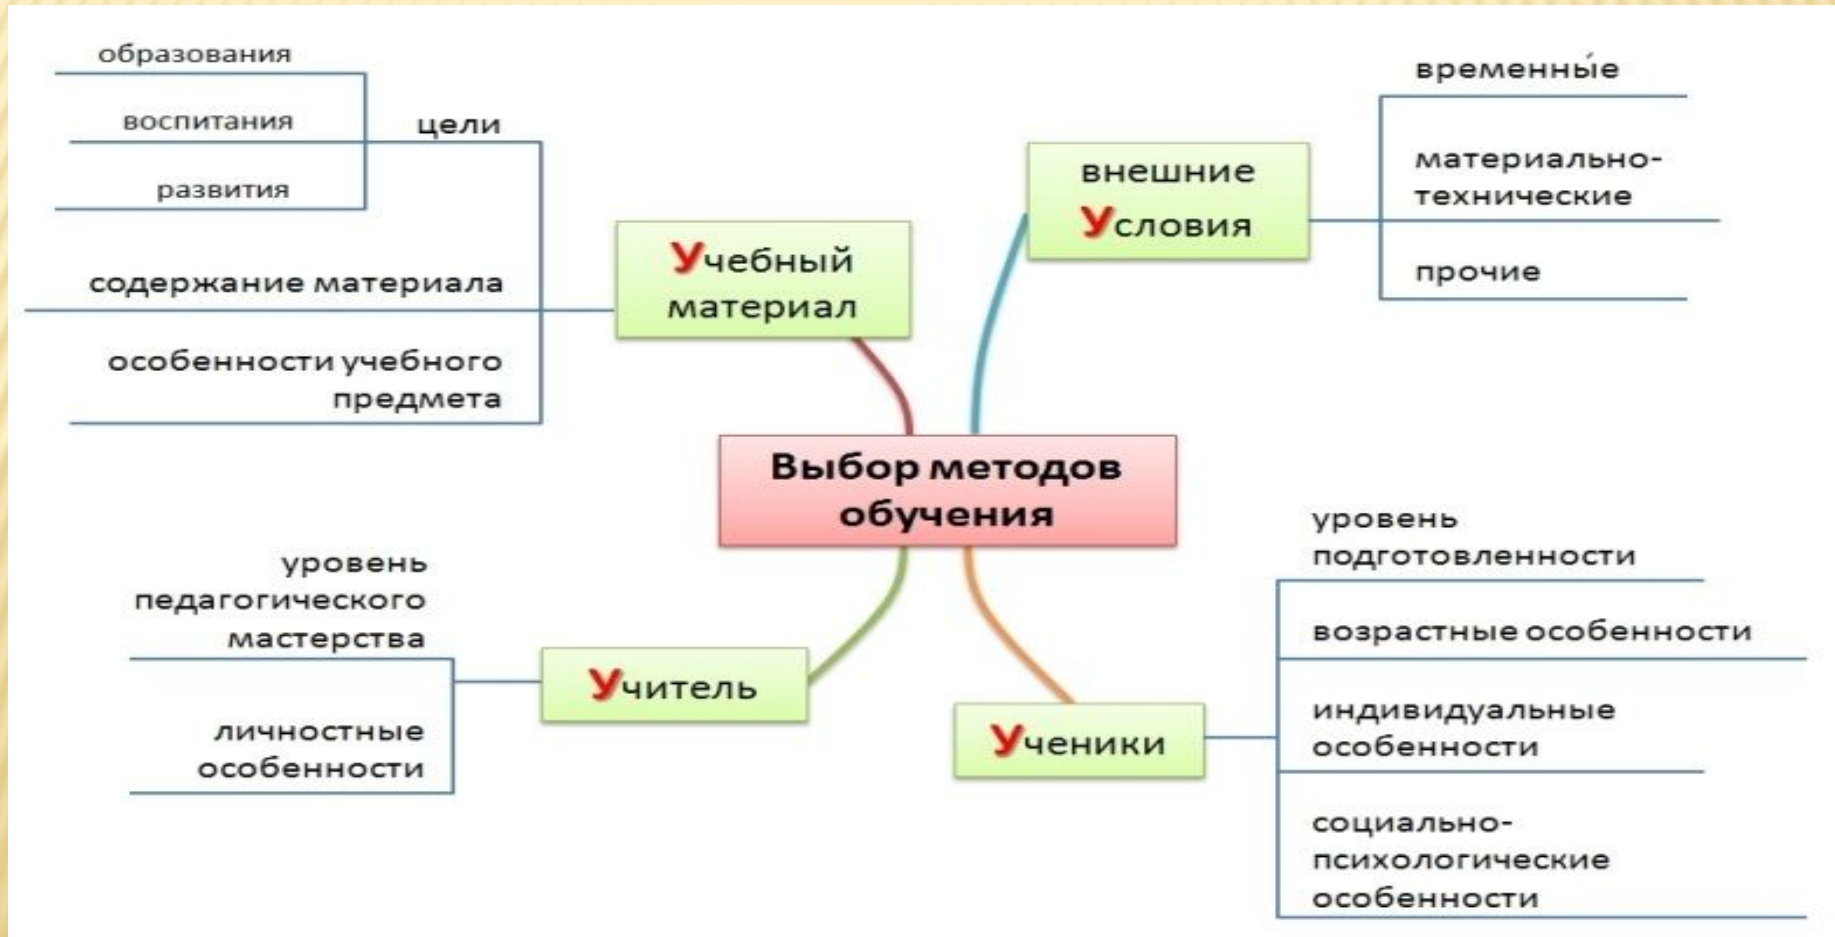 образования
воспитания
развития
цели
содержание материала
особенности учебного
предмета
Учебный
материал
внешние
Условия
временны́е
материально-
технические
прочие
Выбор методов
обучения
уровень
педагогического
мастерства
личностные
особенности
Учитель
Ученики
уровень
подготовленности
возрастные особенности
индивидуальные
особенности
социально-
психологические
особенности